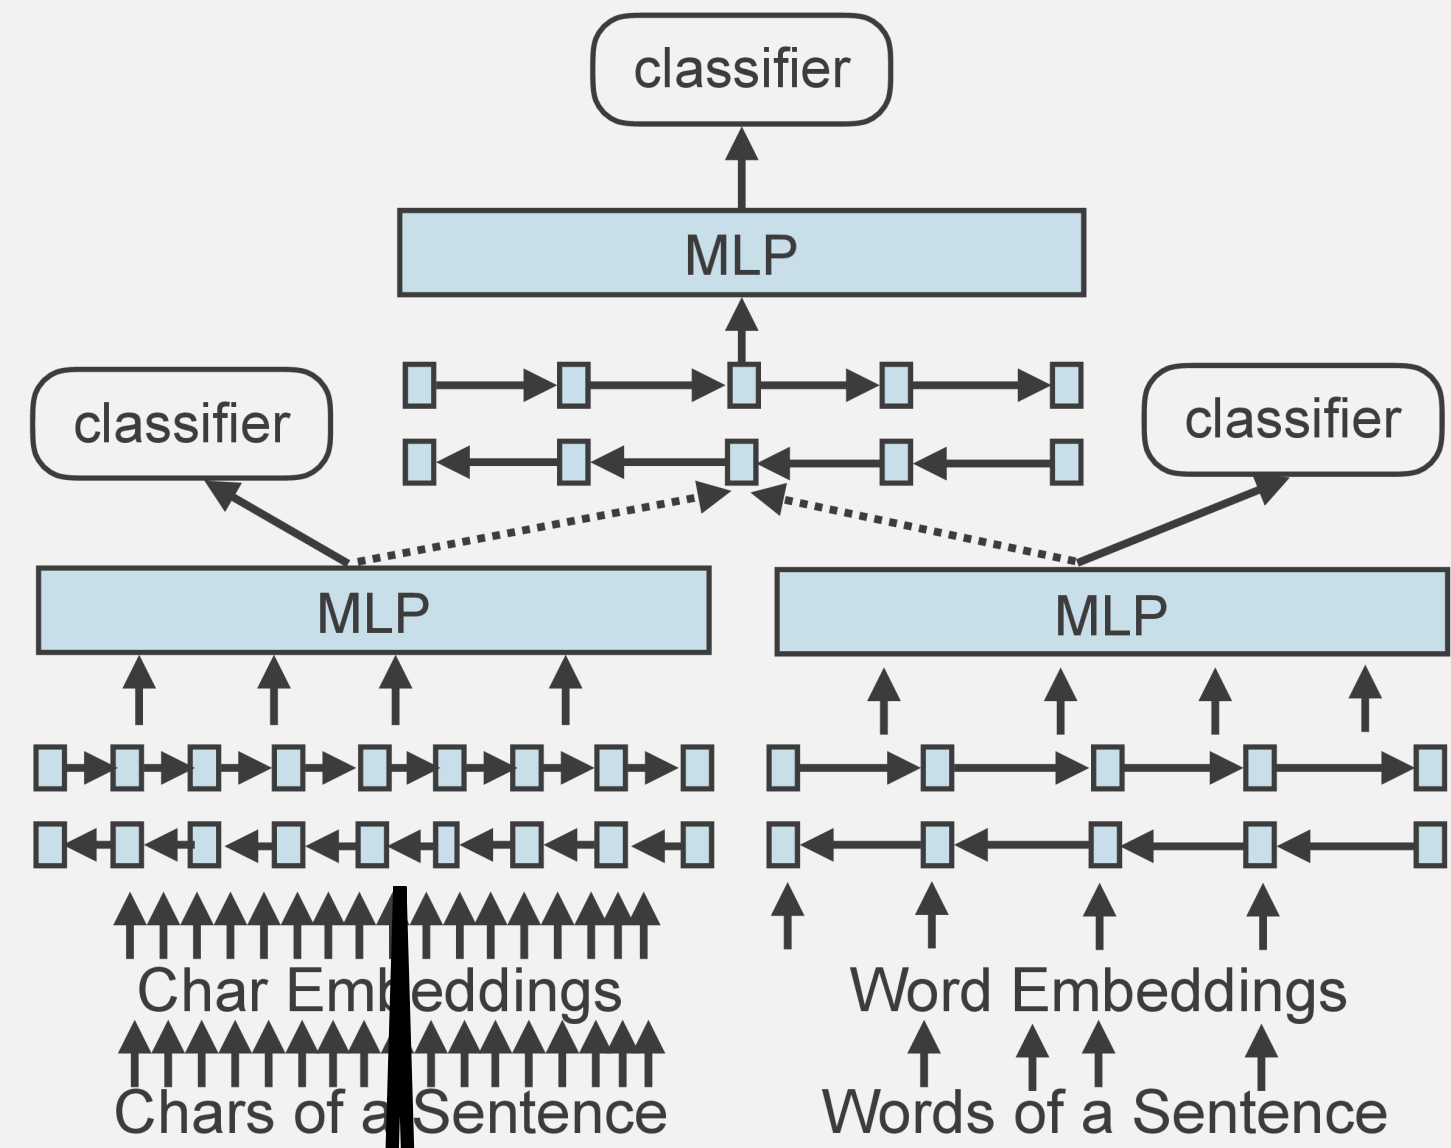 classifier
MLP
classifier
classifier
MLP
MLP
Char Embeddings
Word Embeddings
Chars of a Sentence
Words of a Sentence